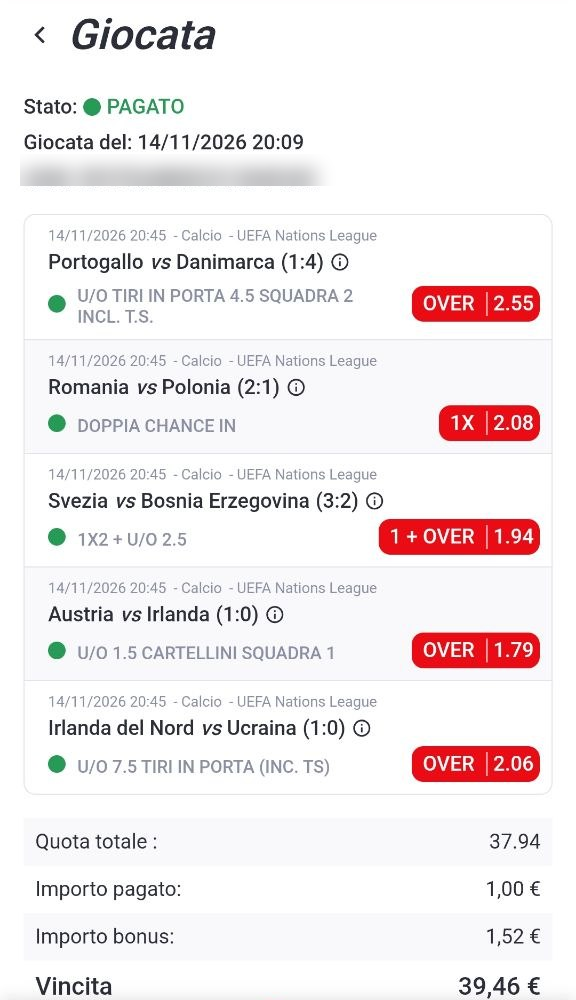 Giocata
Stato: PAGATO
Giocata del: 14/11/2026 20:09
14/11/2026 20:45 - Calcio - UEFA Nations League
Portogallo vs Danimarca (1:4)
U/O TIRI IN PORTA 4.5 SQUADRA 2
INCL. T.S.
OVER | 2.55
14/11/2026 20:45 - Calcio - UEFA Nations League
Romania vs Polonia (2:1)
DOPPIA CHANCE IN 1X | 2.08
14/11/2026 20:45 - Calcio - UEFA Nations League
Svezia vs Bosnia Erzegovina (3:2)
1X2 + U/O 2.5 1 + OVER | 1.94
14/11/2026 20:45 - Calcio - UEFA Nations League
Austria vs Irlanda (1:0)
U/O 1.5 CARTELLINI SQUADRA 1 OVER | 1.79
14/11/2026 20:45 - Calcio - UEFA Nations League
Irlanda del Nord vs Ucraina (1:0)
U/O 7.5 TIRI IN PORTA (INC. TS) OVER | 2.06
Quota totale : 37.94
Importo pagato: 1,00 €
Importo bonus: 1,52 €
Vincita 39,46 €